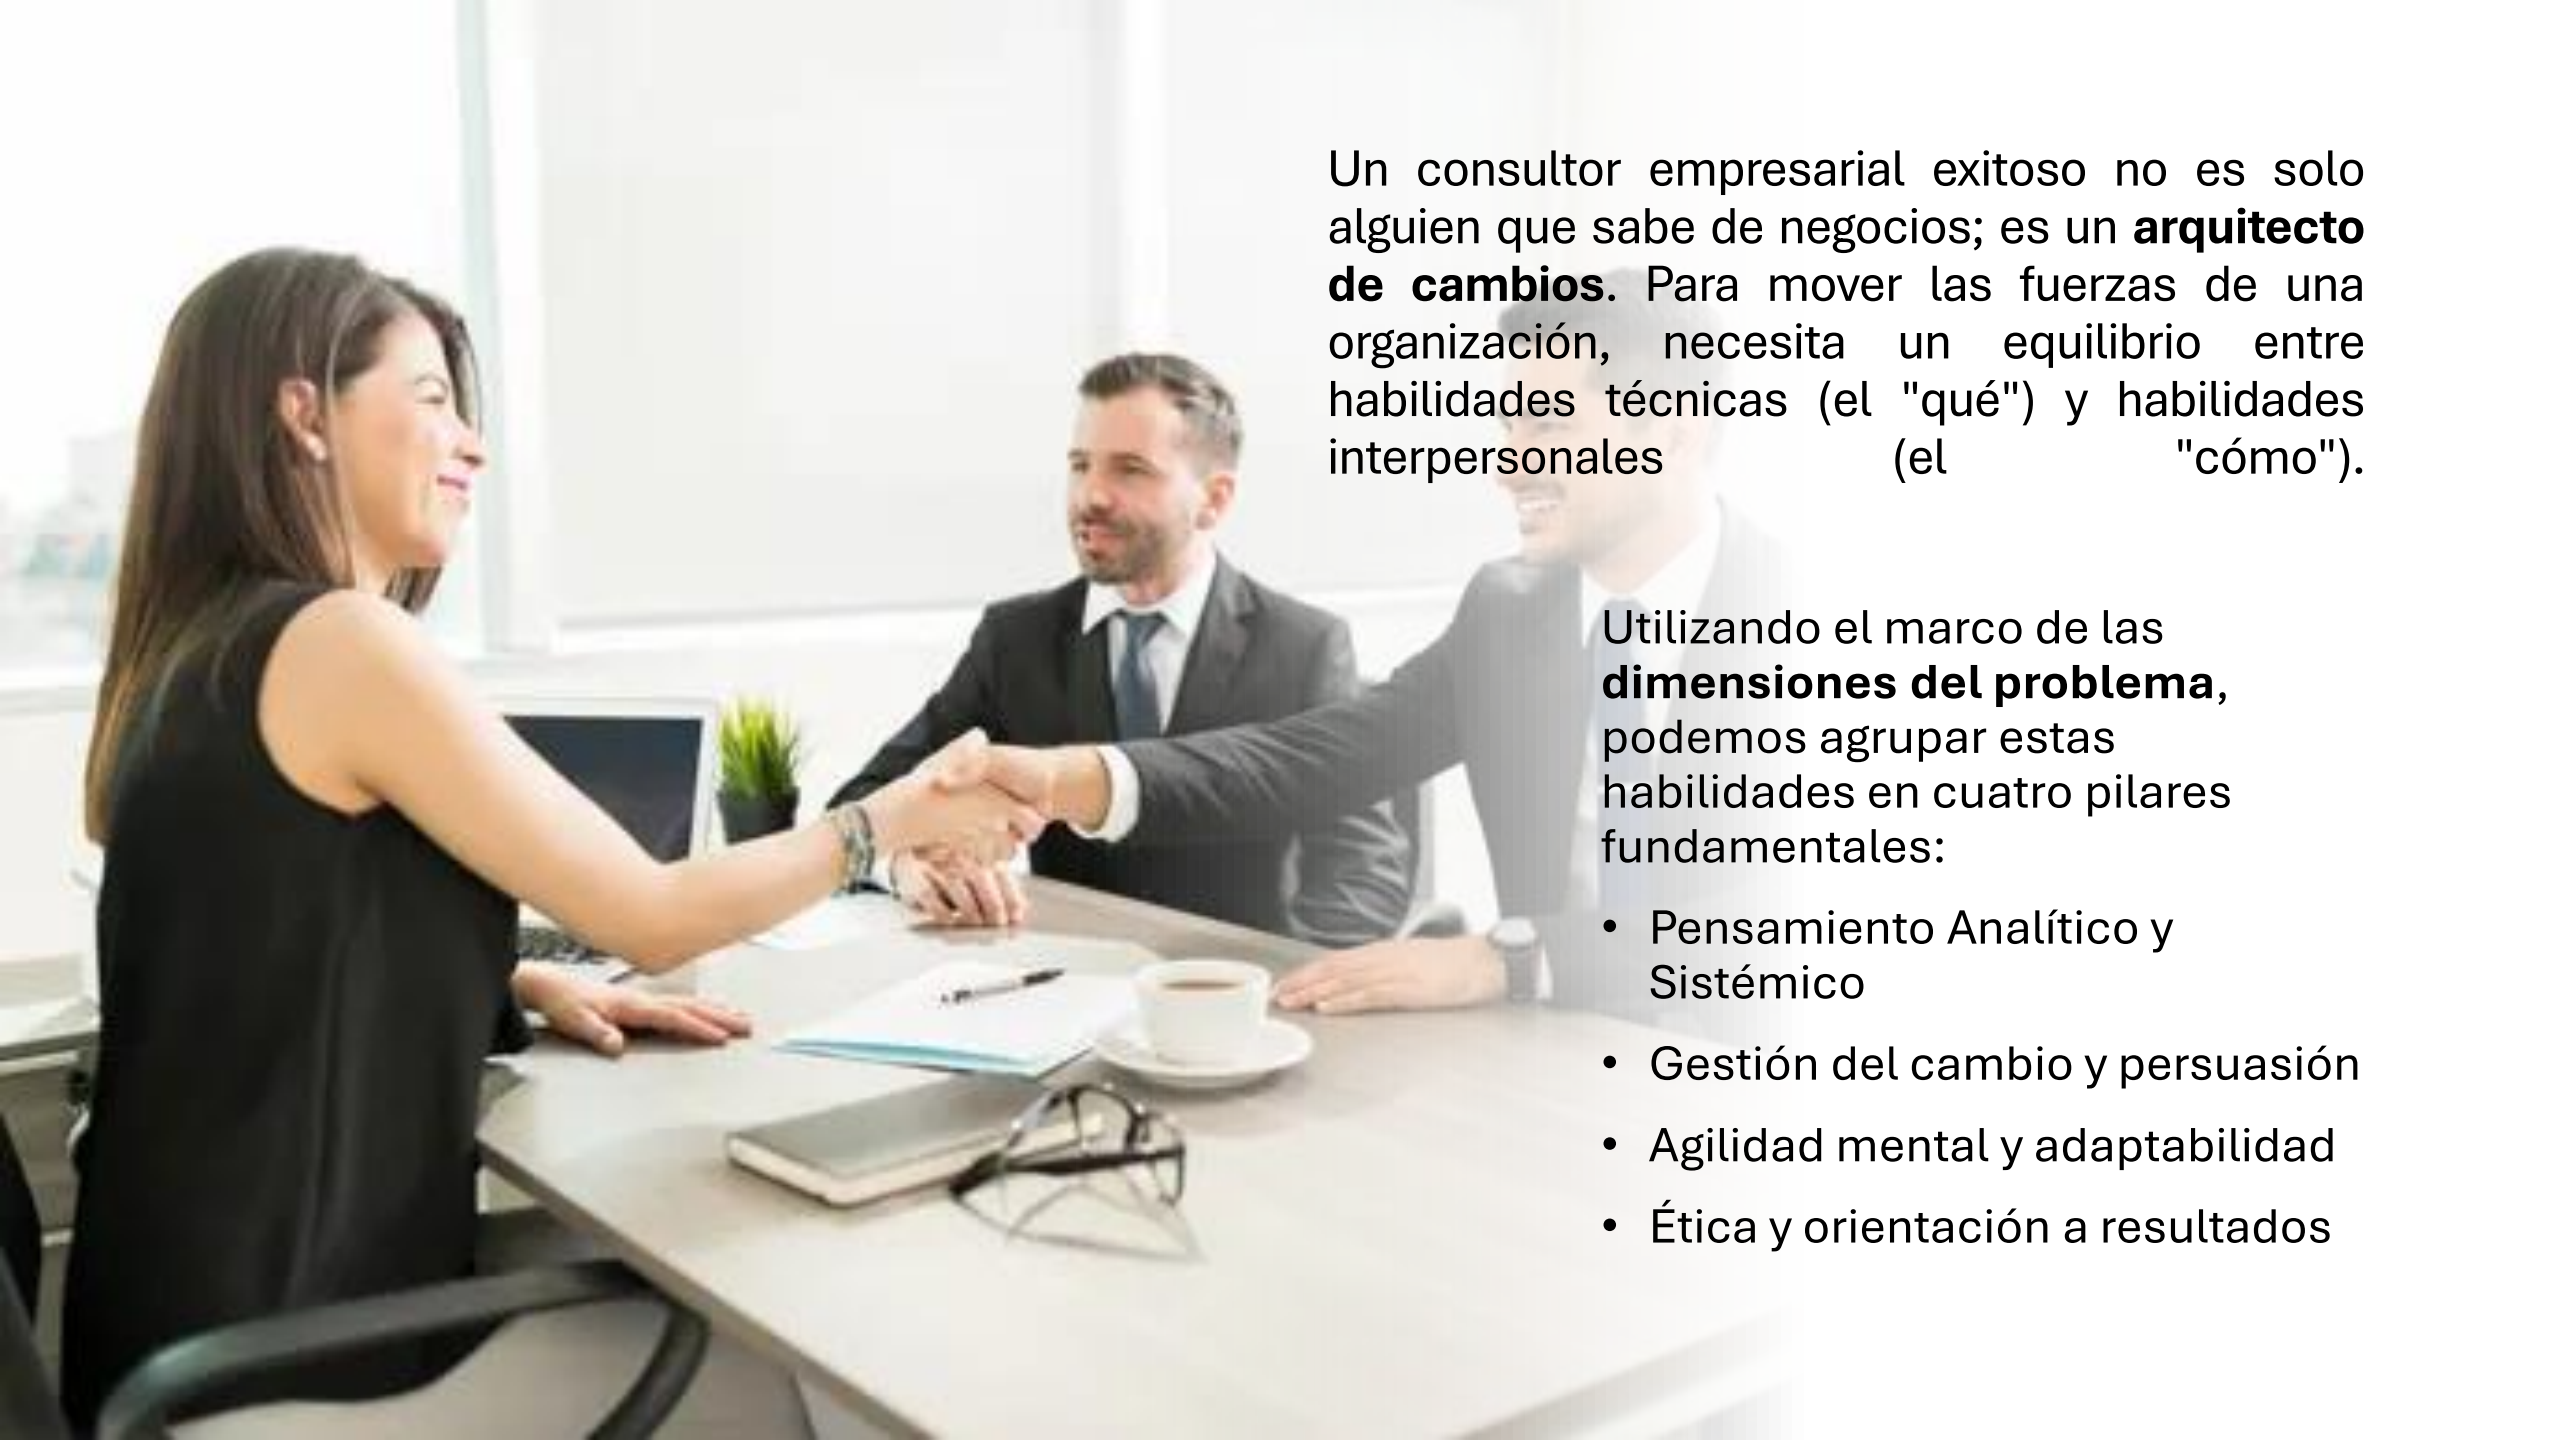 Un consultor empresarial exitoso no es solo
alguien que sabe de negocios; es un arquitecto
de cambios. Para mover las fuerzas de una
organización, necesita un equilibrio entre
habilidades técnicas (el "qué") y habilidades
interpersonales (el "cómo").
Utilizando el marco de las
dimensiones del problema,
podemos agrupar estas
habilidades en cuatro pilares
fundamentales:
• Pensamiento Analítico y
Sistémico
• Gestión del cambio y persuasión
• Agilidad mental y adaptabilidad
• Ética y orientación a resultados